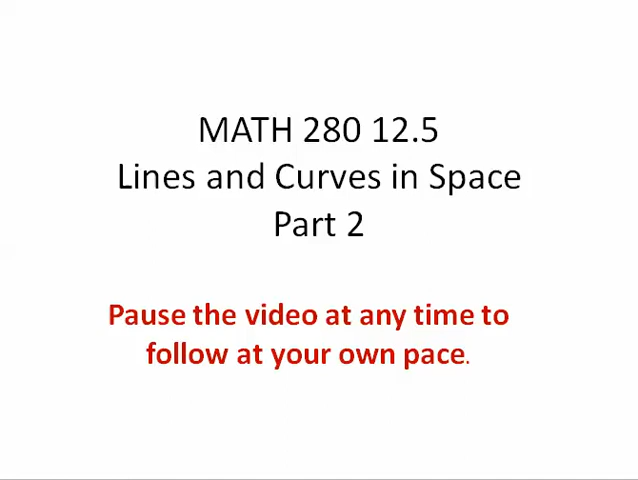 MATH 280 12.5
Lines and Curves in Space
Part 2
Pause the video at any time to
follow at your own pace.